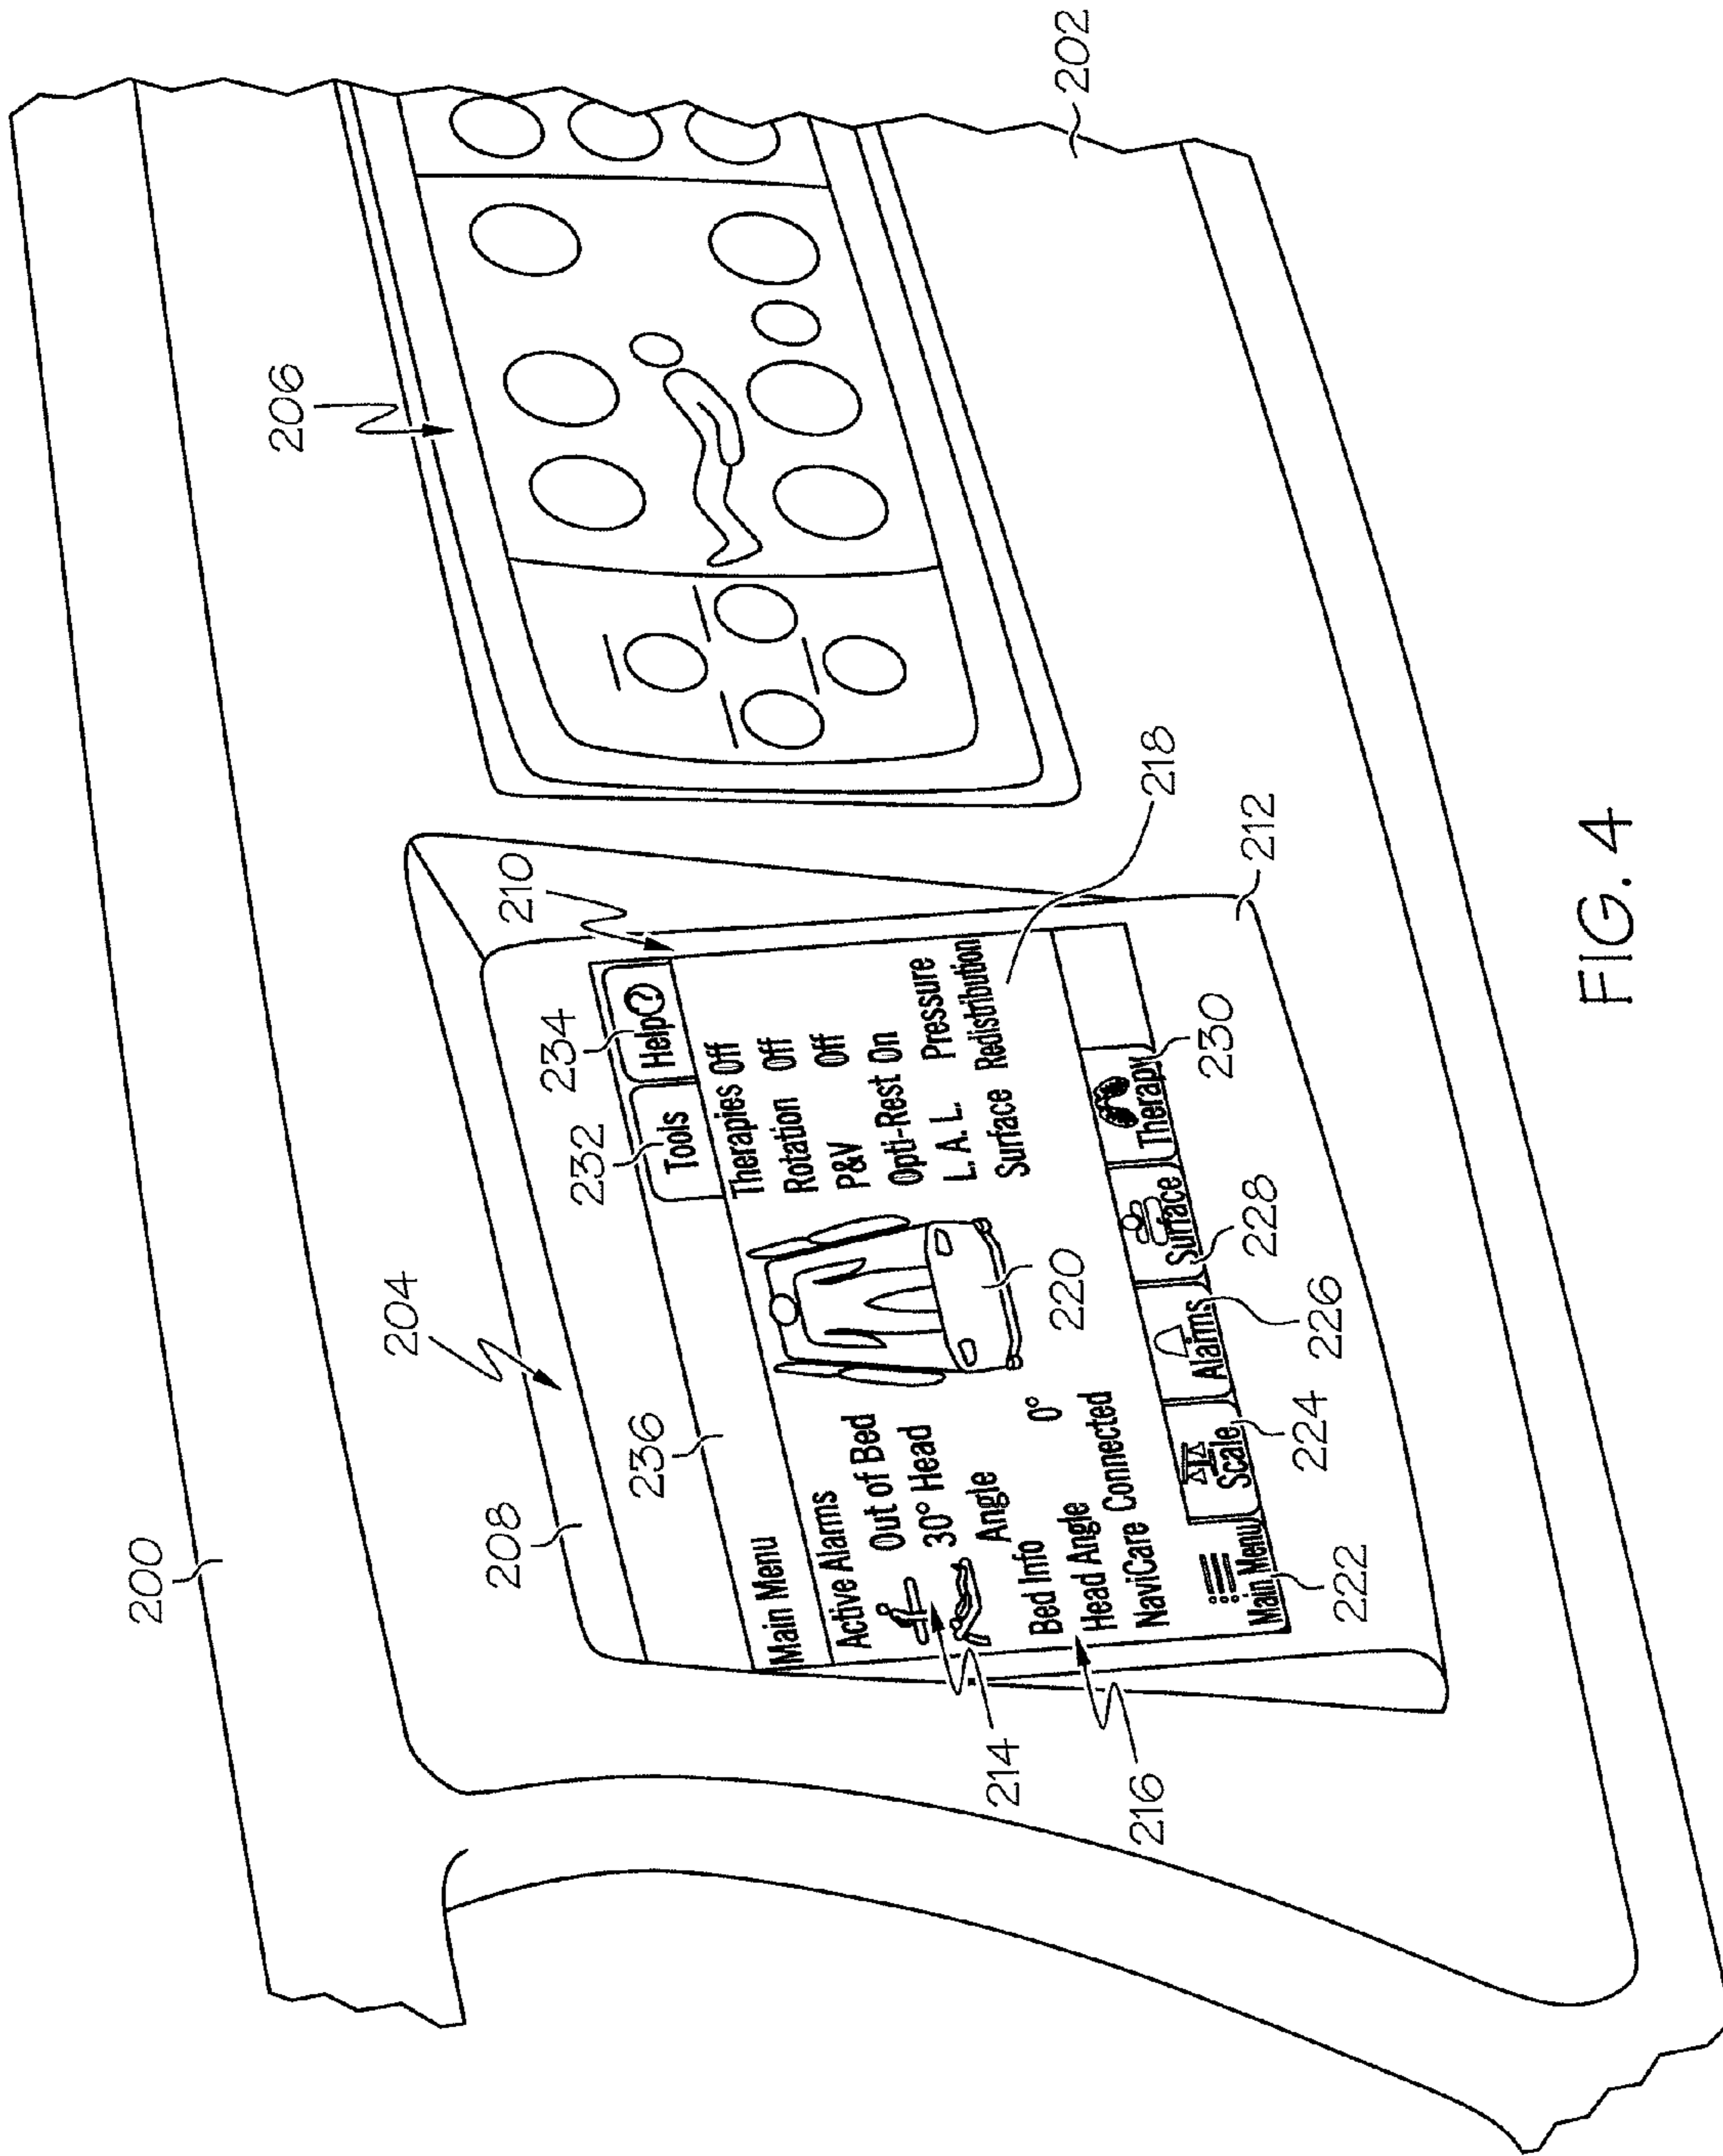 200
202
204
206
208
210
236
232
234
Tools
Help?
Main Menu
Active Alarms
Out of Bed
30° Head
Angle
Bed Info
Head Angle 0°
NaviCare Connected
Therapies Off
Rotation Off
P&V Off
Opti-Rest On
L. A. L. Pressure
Surface Redistribution
214
216
220
218
212
Main Menu
Scale
Alarms
Surface
Therapy
222
224
226
228
230
FIG. 4